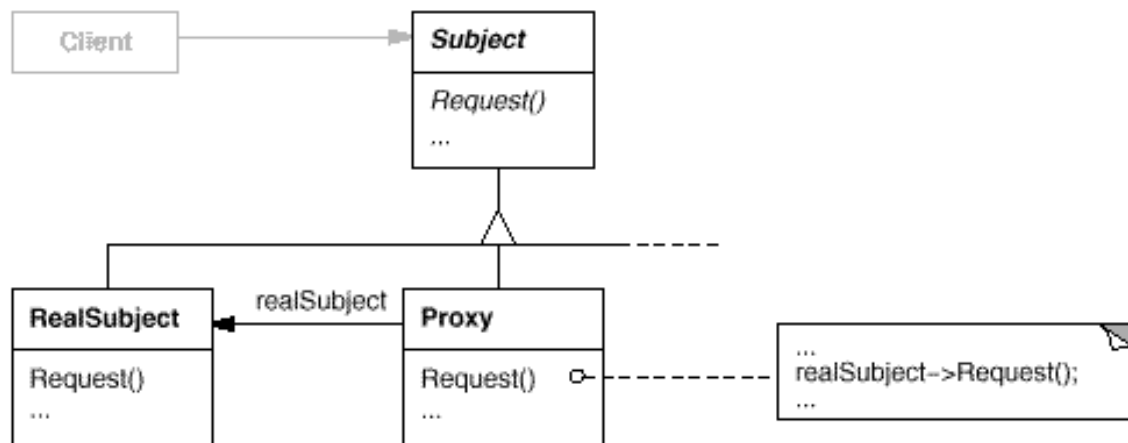 Client
Subject
Request()
...
realSubject
RealSubject
Request()
...
Proxy
Request()
...
...
realSubject->Request();
...